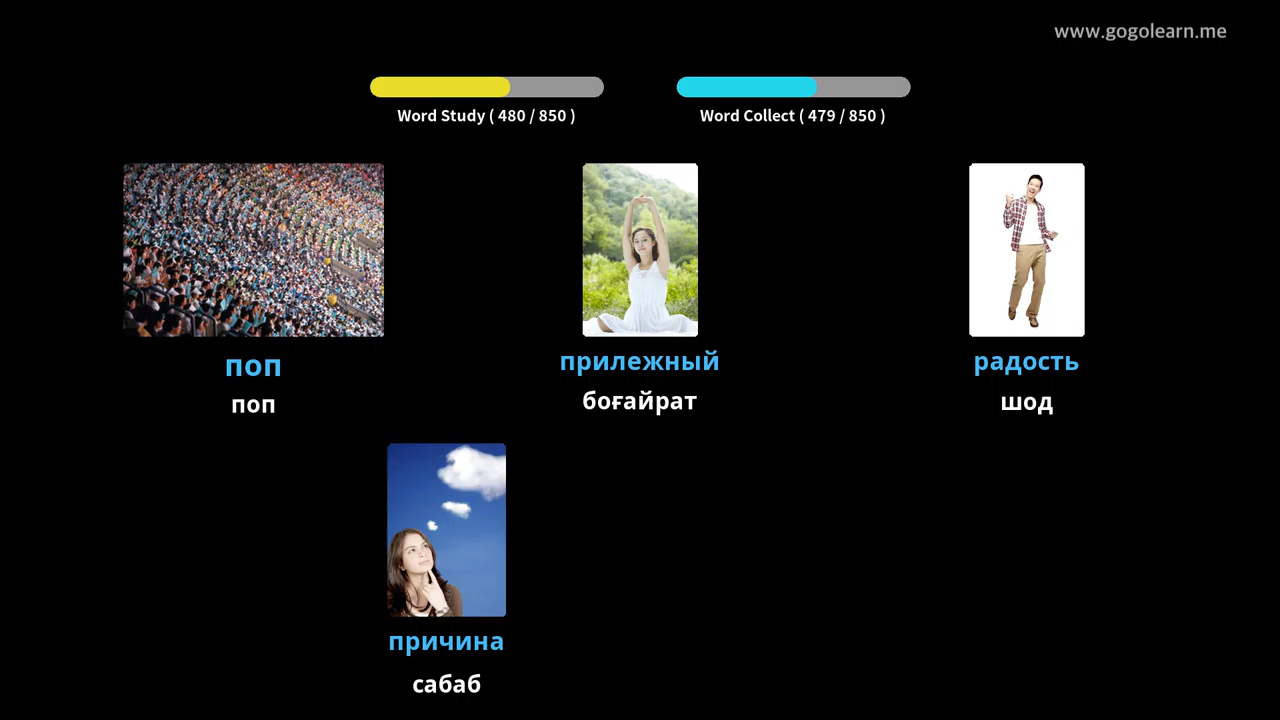 www.gogolearn.me
Word Study ( 480 / 850 )
Word Collect ( 479 / 850 )
поп
поп
прилежный
боғайрат
радость
шод
причина
сабаб